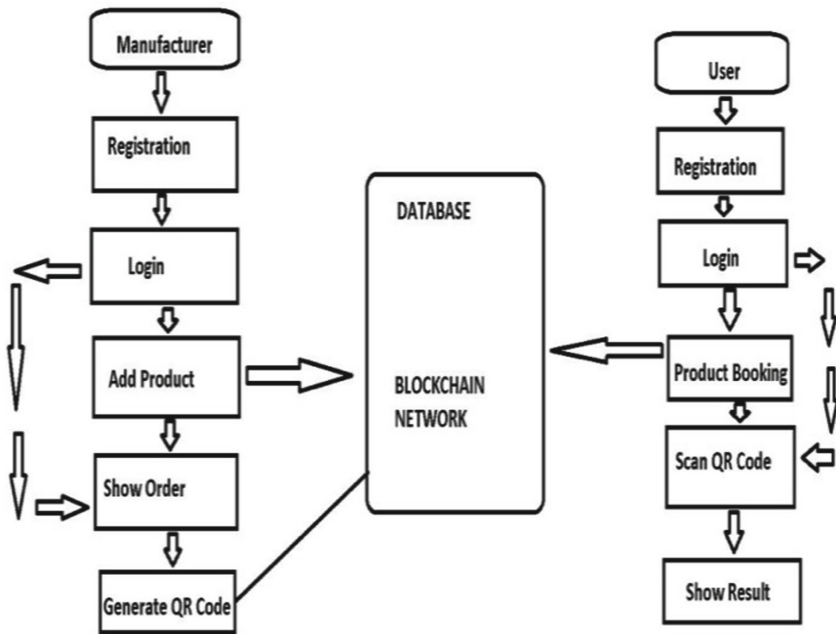 Manufacturer
Registration
Login
Add Product
Show Order
Generate QR Code
DATABASE
BLOCKCHAIN
NETWORK
User
Registration
Login
Product Booking
Scan QR Code
Show Result